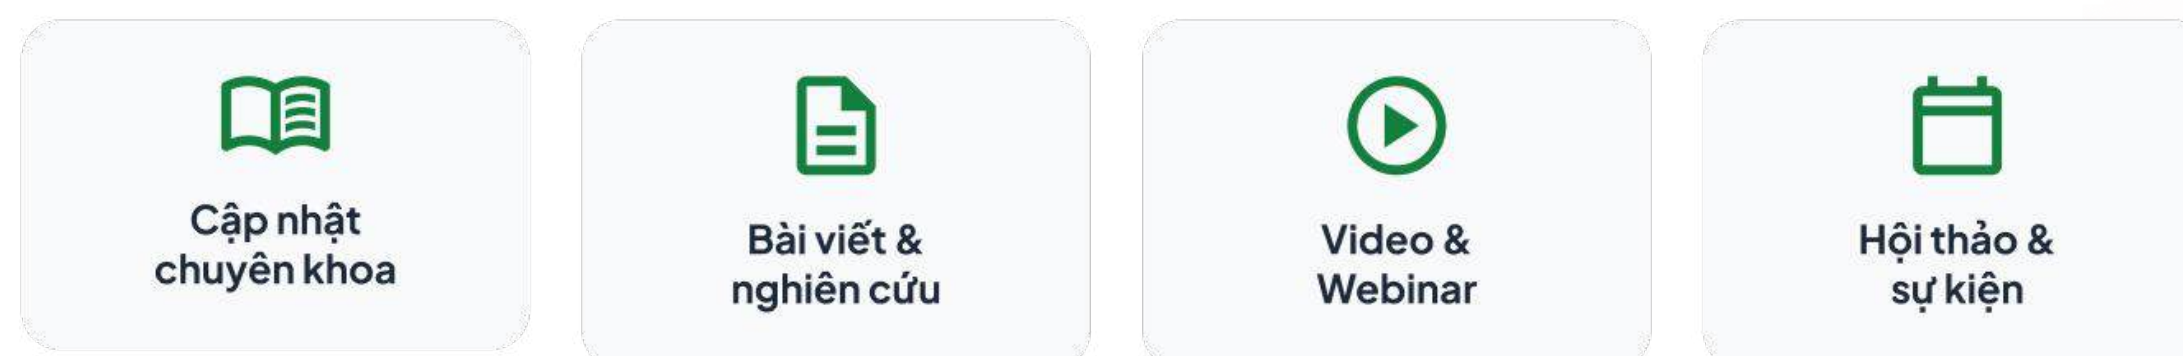 Cập nhật
chuyên khoa
Bài viết &
nghiên cứu
Video &
Webinar
Hội thảo &
sự kiện